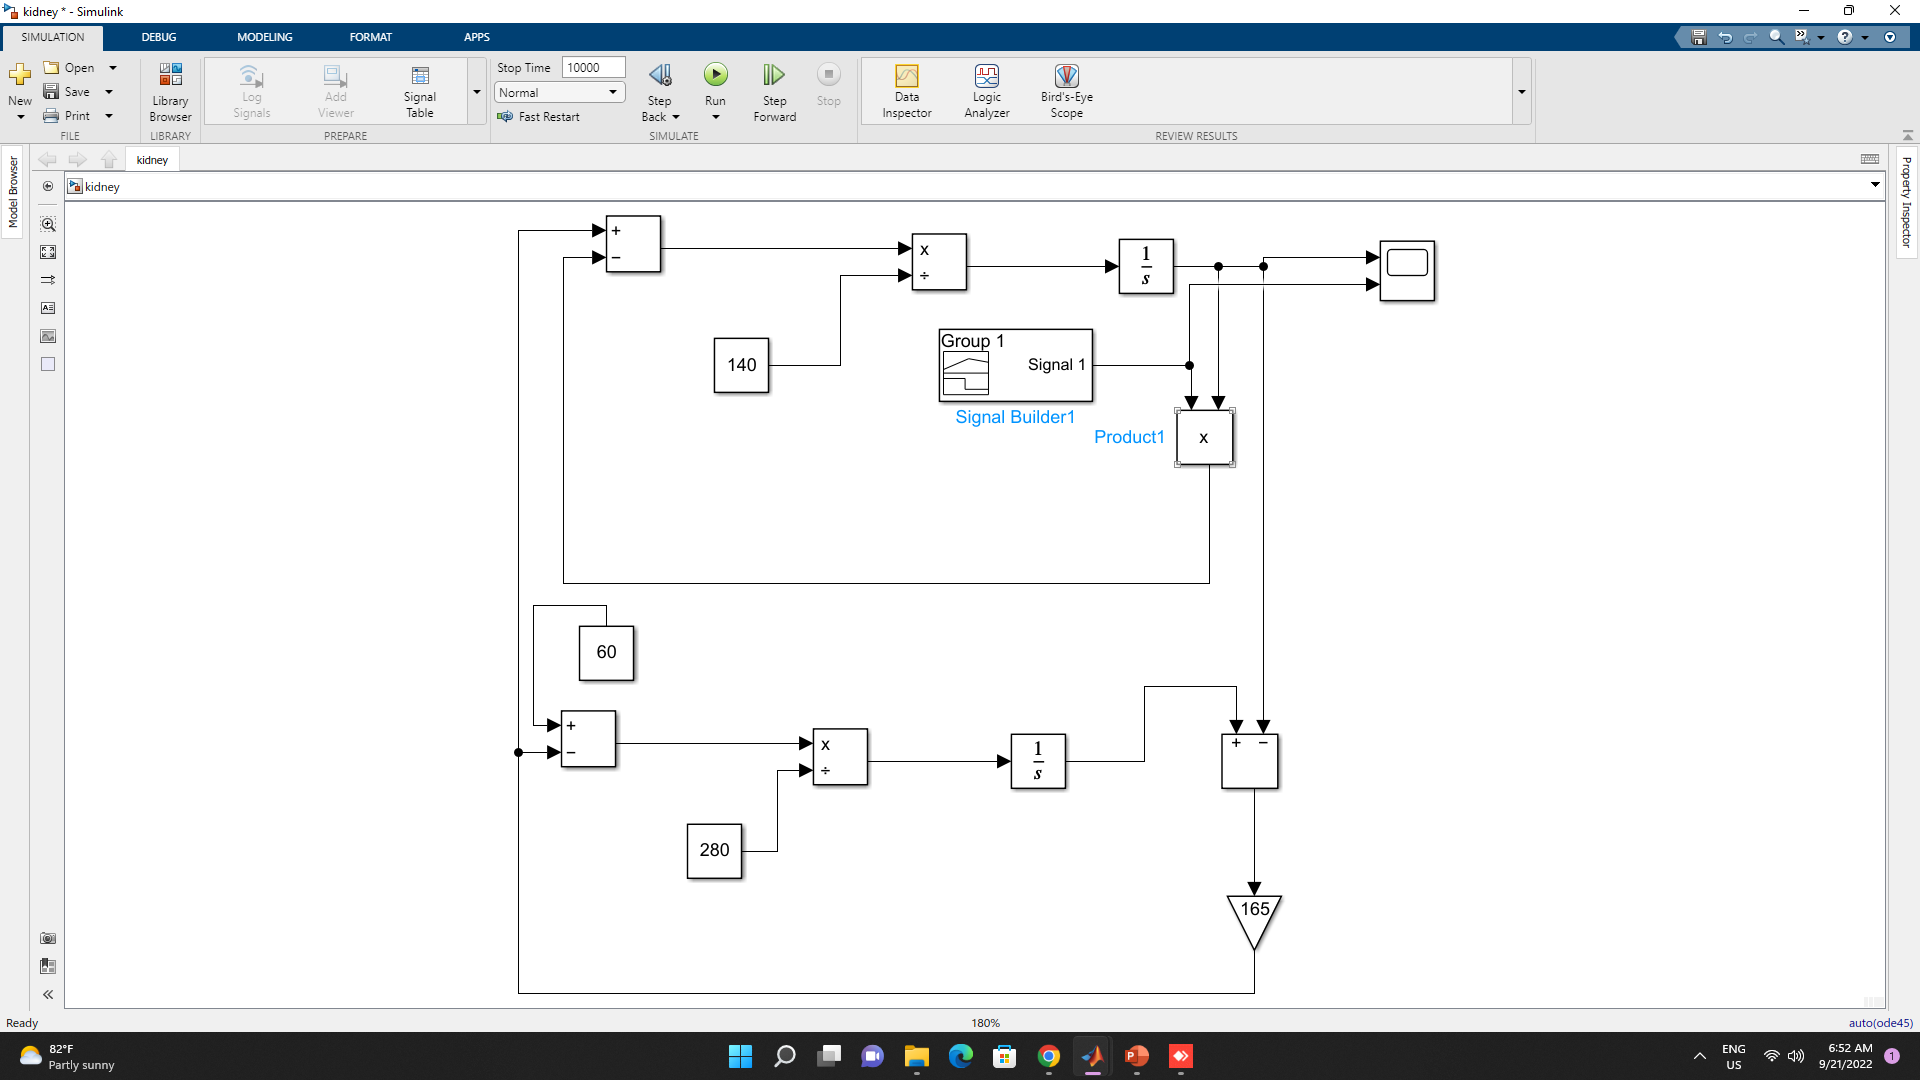 kidney * - Simulink
SIMULATION DEBUG MODELING FORMAT APPS
New
Open
Save
Print
FILE
Library
Browser
LIBRARY
Log
Signals
Add
Viewer
Signal
Table
PREPARE
Stop Time 10000
Normal
Fast Restart
Step
Back
Run
Step
Forward
Stop
SIMULATE
Data
Inspector
Logic
Analyzer
Bird's-Eye
Scope
REVIEW RESULTS
Model Browser
kidney
kidney
Property Inspector
+
−
x
÷
1
s
140
Group 1
Signal 1
Signal Builder1
Product1
x
60
+
−
x
÷
1
s
+ −
280
165
Ready
180%
auto(ode45)
82°F
Partly sunny
ENG
US
6:52 AM
9/21/2022
1